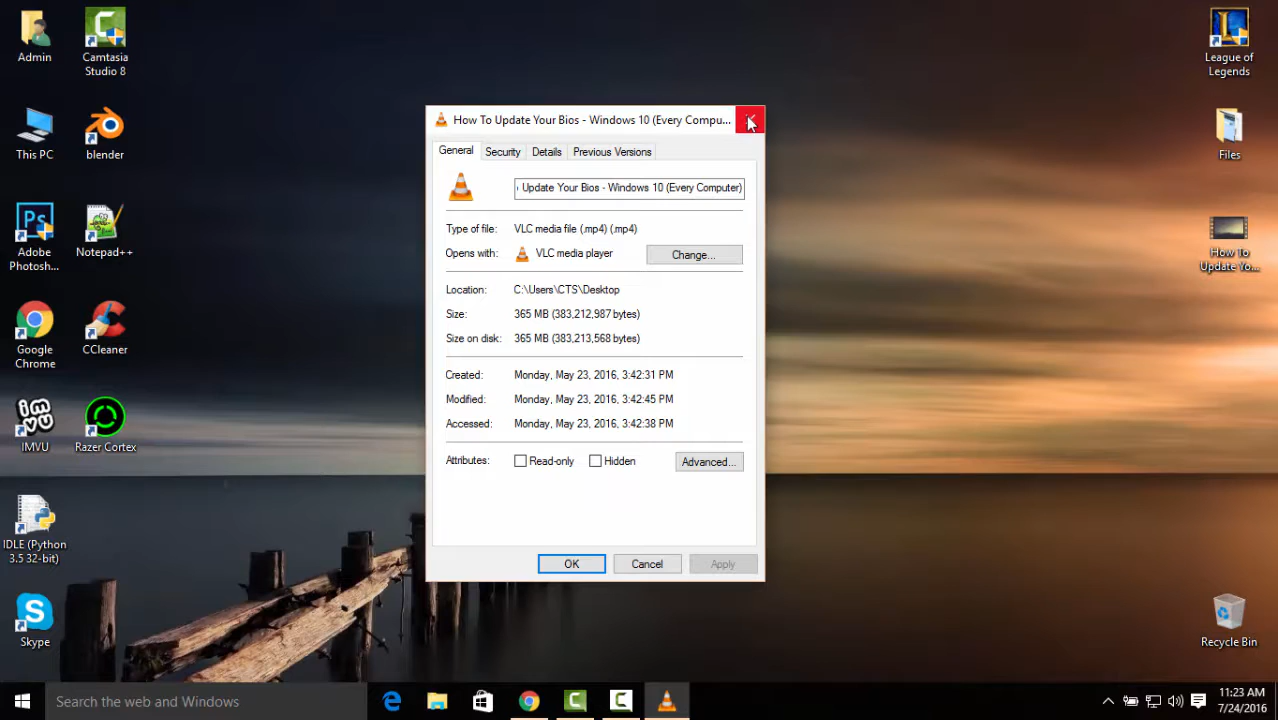 Admin
Camtasia
Studio 8
This PC
blender
Adobe
Photosh...
Notepad++
Google
Chrome
CCleaner
IMVU
Razer Cortex
IDLE (Python
3.5 32-bit)
Skype
How To Update Your Bios - Windows 10 (Every Compu...
General
Security
Details
Previous Versions
Update Your Bios - Windows 10 (Every Computer)
Type of file: VLC media file (.mp4) (.mp4)
Opens with: VLC media player Change...
Location: C:\Users\CTS\Desktop
Size: 365 MB (383,212,987 bytes)
Size on disk: 365 MB (383,213,568 bytes)
Created: Monday, May 23, 2016, 3:42:31 PM
Modified: Monday, May 23, 2016, 3:42:45 PM
Accessed: Monday, May 23, 2016, 3:42:38 PM
Attributes: Read-only Hidden Advanced...
OK Cancel Apply
League of
Legends
Files
How To
Update Yo...
Recycle Bin
Search the web and Windows
11:23 AM
7/24/2016